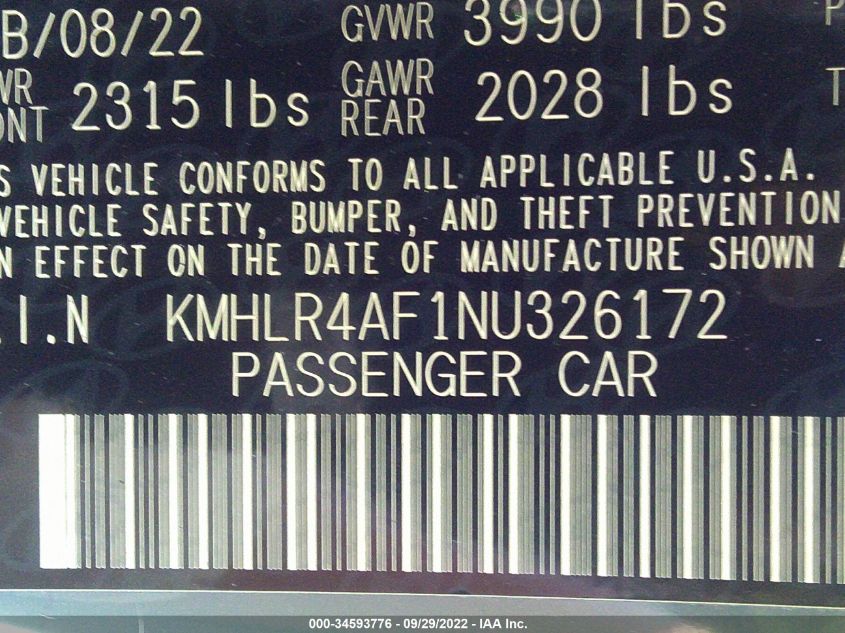 B/08/22 GVWR 3990 lbs P
WR GAWR
ONT 2315 lbs REAR 2028 lbs T
S VEHICLE CONFORMS TO ALL APPLICABLE U.S.A.
VEHICLE SAFETY, BUMPER, AND THEFT PREVENTION
N EFFECT ON THE DATE OF MANUFACTURE SHOWN A
.I.N KMHLR4AF1NU326172
PASSENGER CAR
000-34593776 - 09/29/2022 - IAA Inc.